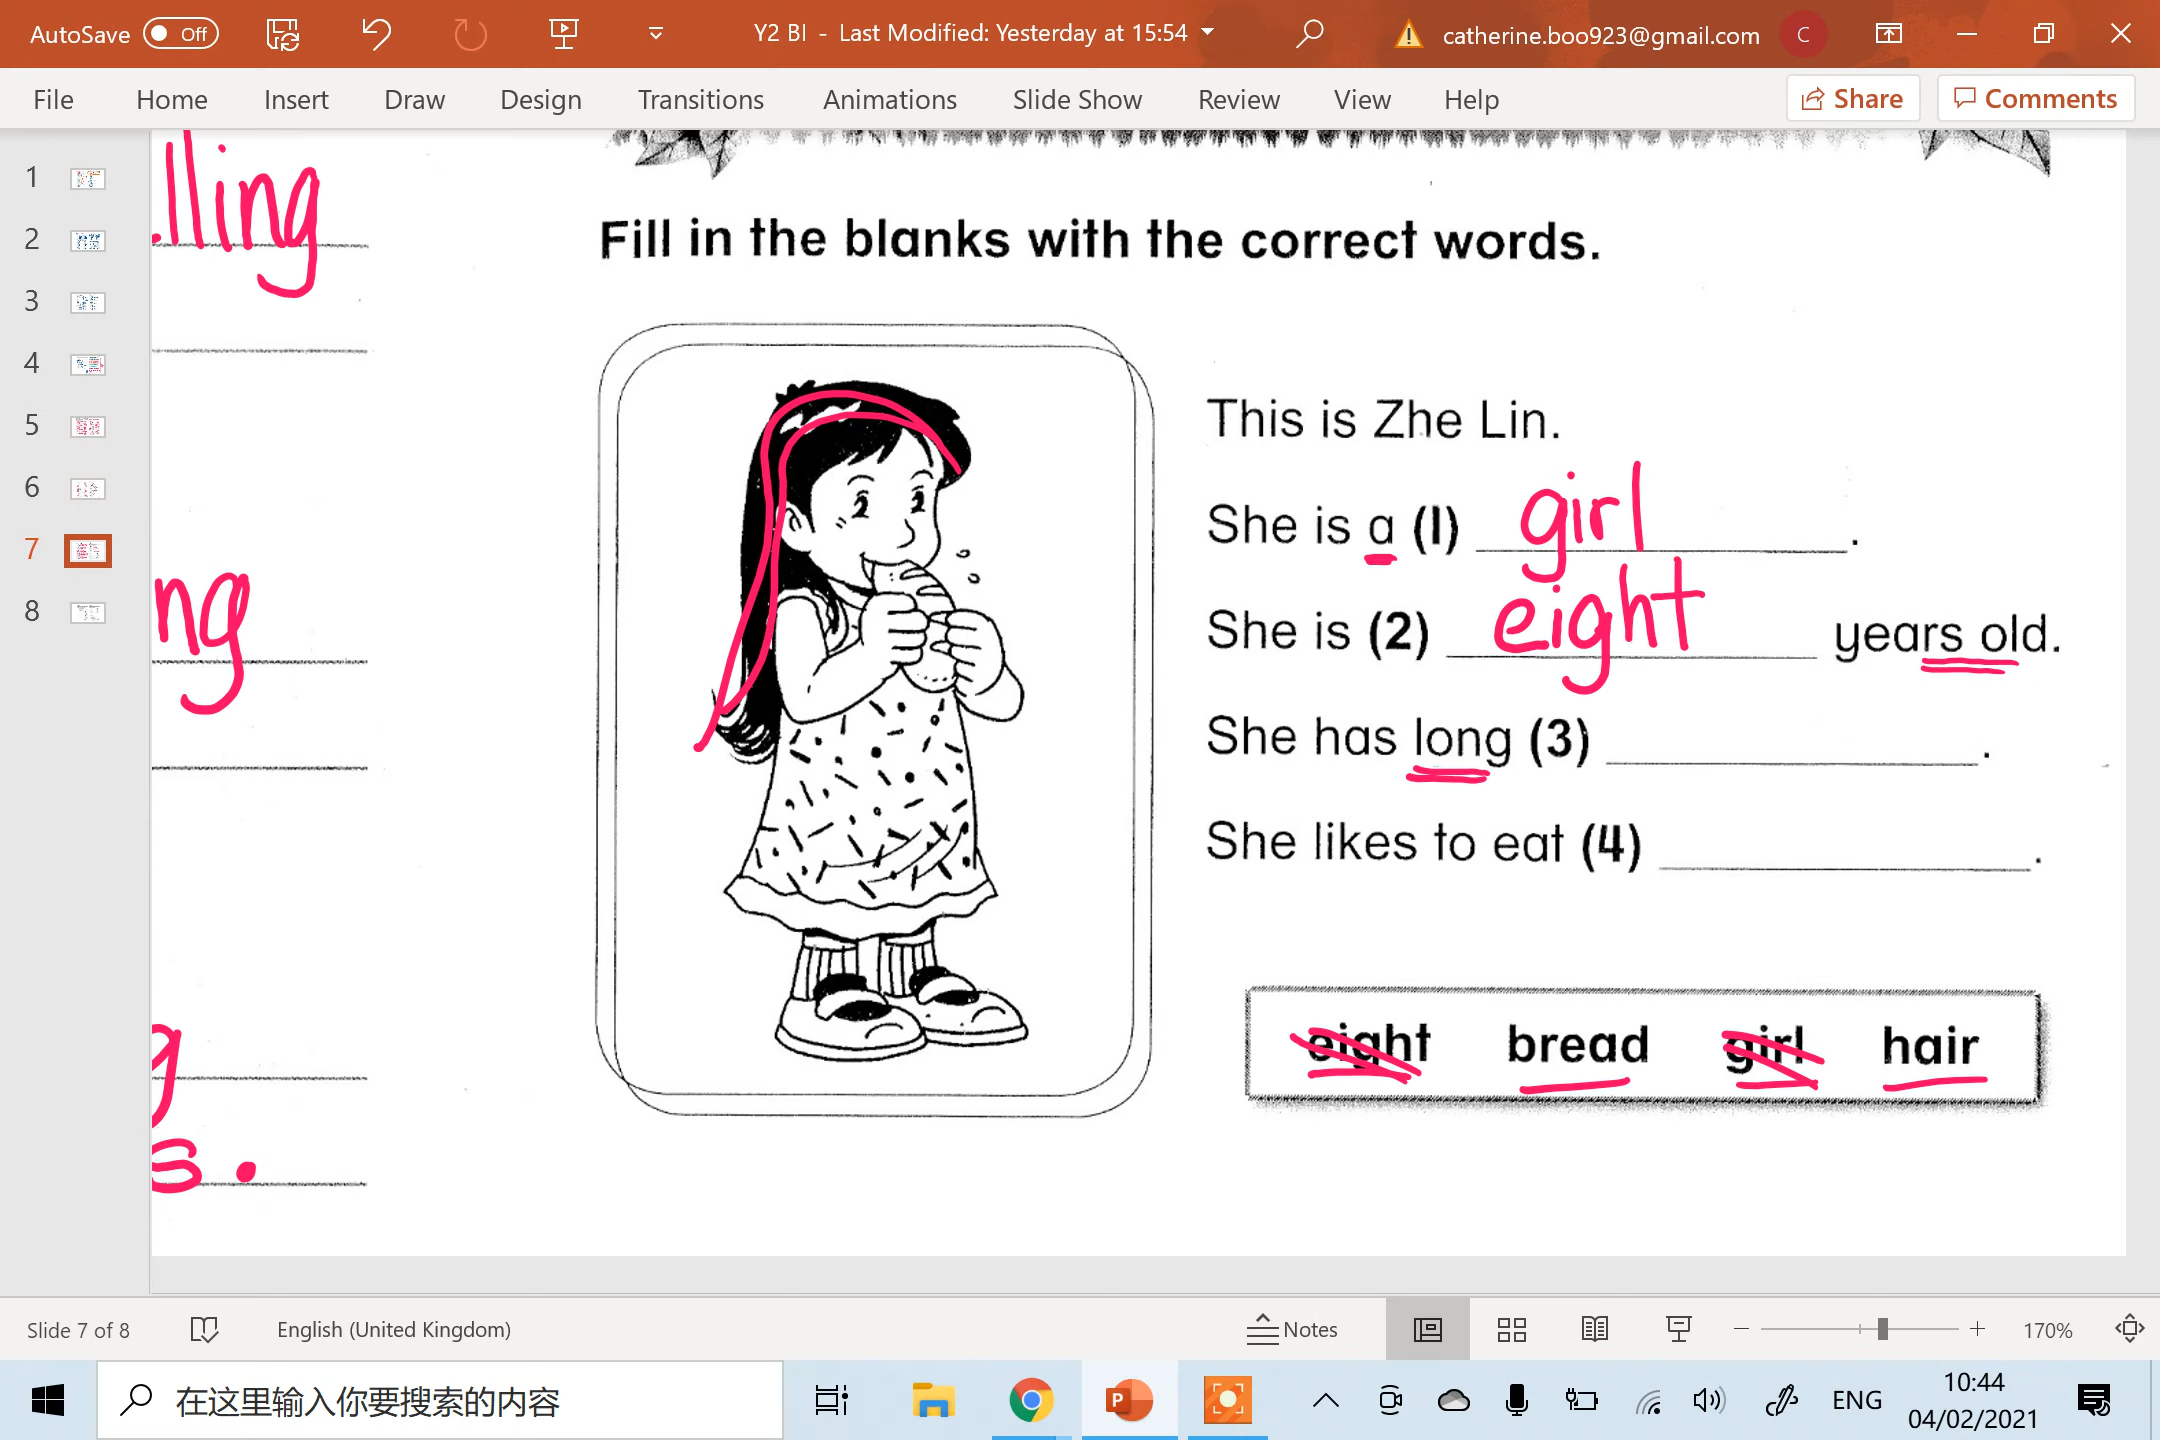 AutoSave Off Y2 BI - Last Modified: Yesterday at 15:54 catherine.boo923@gmail.com C
File Home Insert Draw Design Transitions Animations Slide Show Review View Help Share Comments
1
2
3
4
5
6
7
8
lling
ng
g
s.
Fill in the blanks with the correct words.
This is Zhe Lin.
She is a (1) girl.
She is (2) eight years old.
She has long (3) ___.
She likes to eat (4) ___.
eight bread girl hair
Slide 7 of 8 English (United Kingdom) Notes 170%
在这里输入你要搜索的内容 P ENG 10:44
04/02/2021